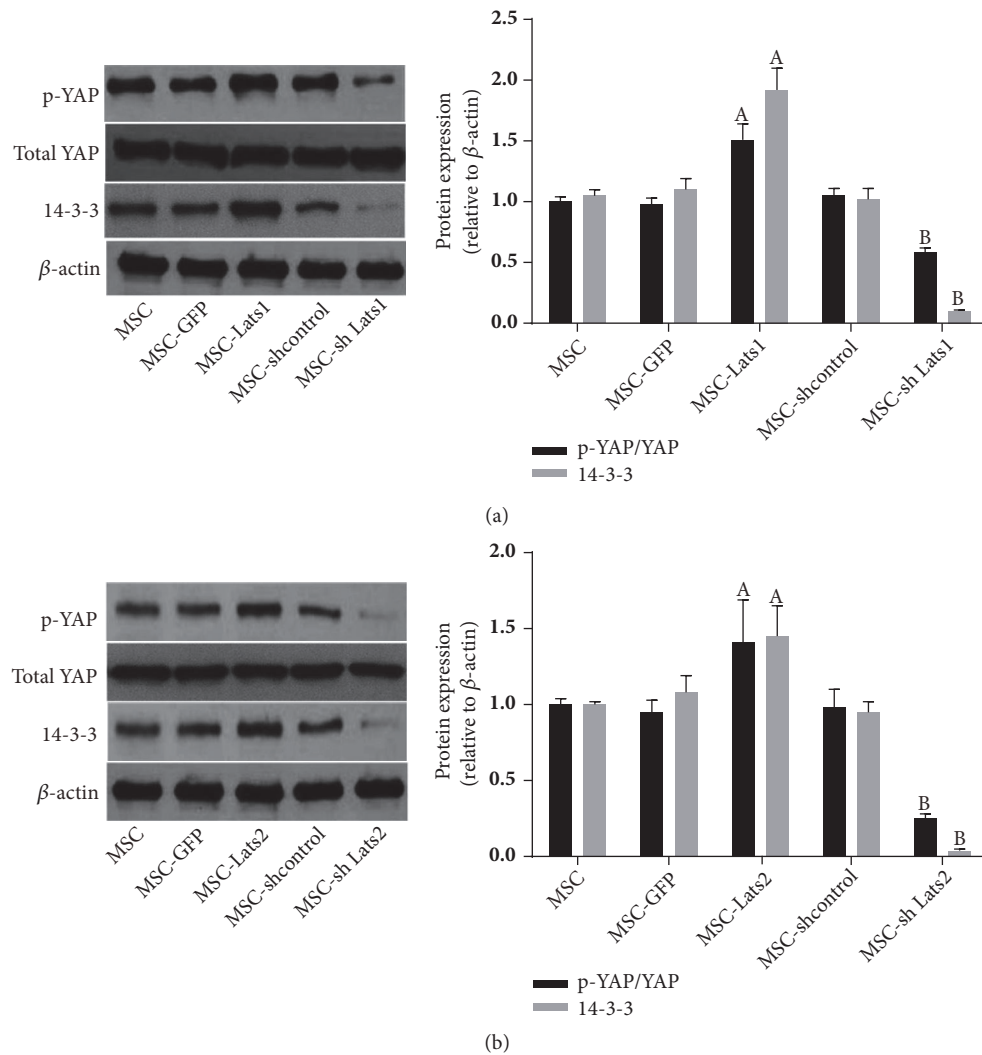 p-YAP
Total YAP
14-3-3
β-actin
MSC
MSC-GFP
MSC-Lats1
MSC-shcontrol
MSC-sh Lats1
Protein expression
(relative to β-actin)
2.5
2.0
1.5
1.0
0.5
0.0
A
A
B
B
MSC
MSC-GFP
MSC-Lats1
MSC-shcontrol
MSC-sh Lats1
p-YAP/YAP
14-3-3
(a)
p-YAP
Total YAP
14-3-3
β-actin
MSC
MSC-GFP
MSC-Lats2
MSC-shcontrol
MSC-sh Lats2
Protein expression
(relative to β-actin)
2.0
1.5
1.0
0.5
0.0
A
A
B
B
MSC
MSC-GFP
MSC-Lats2
MSC-shcontrol
MSC-sh Lats2
p-YAP/YAP
14-3-3
(b)